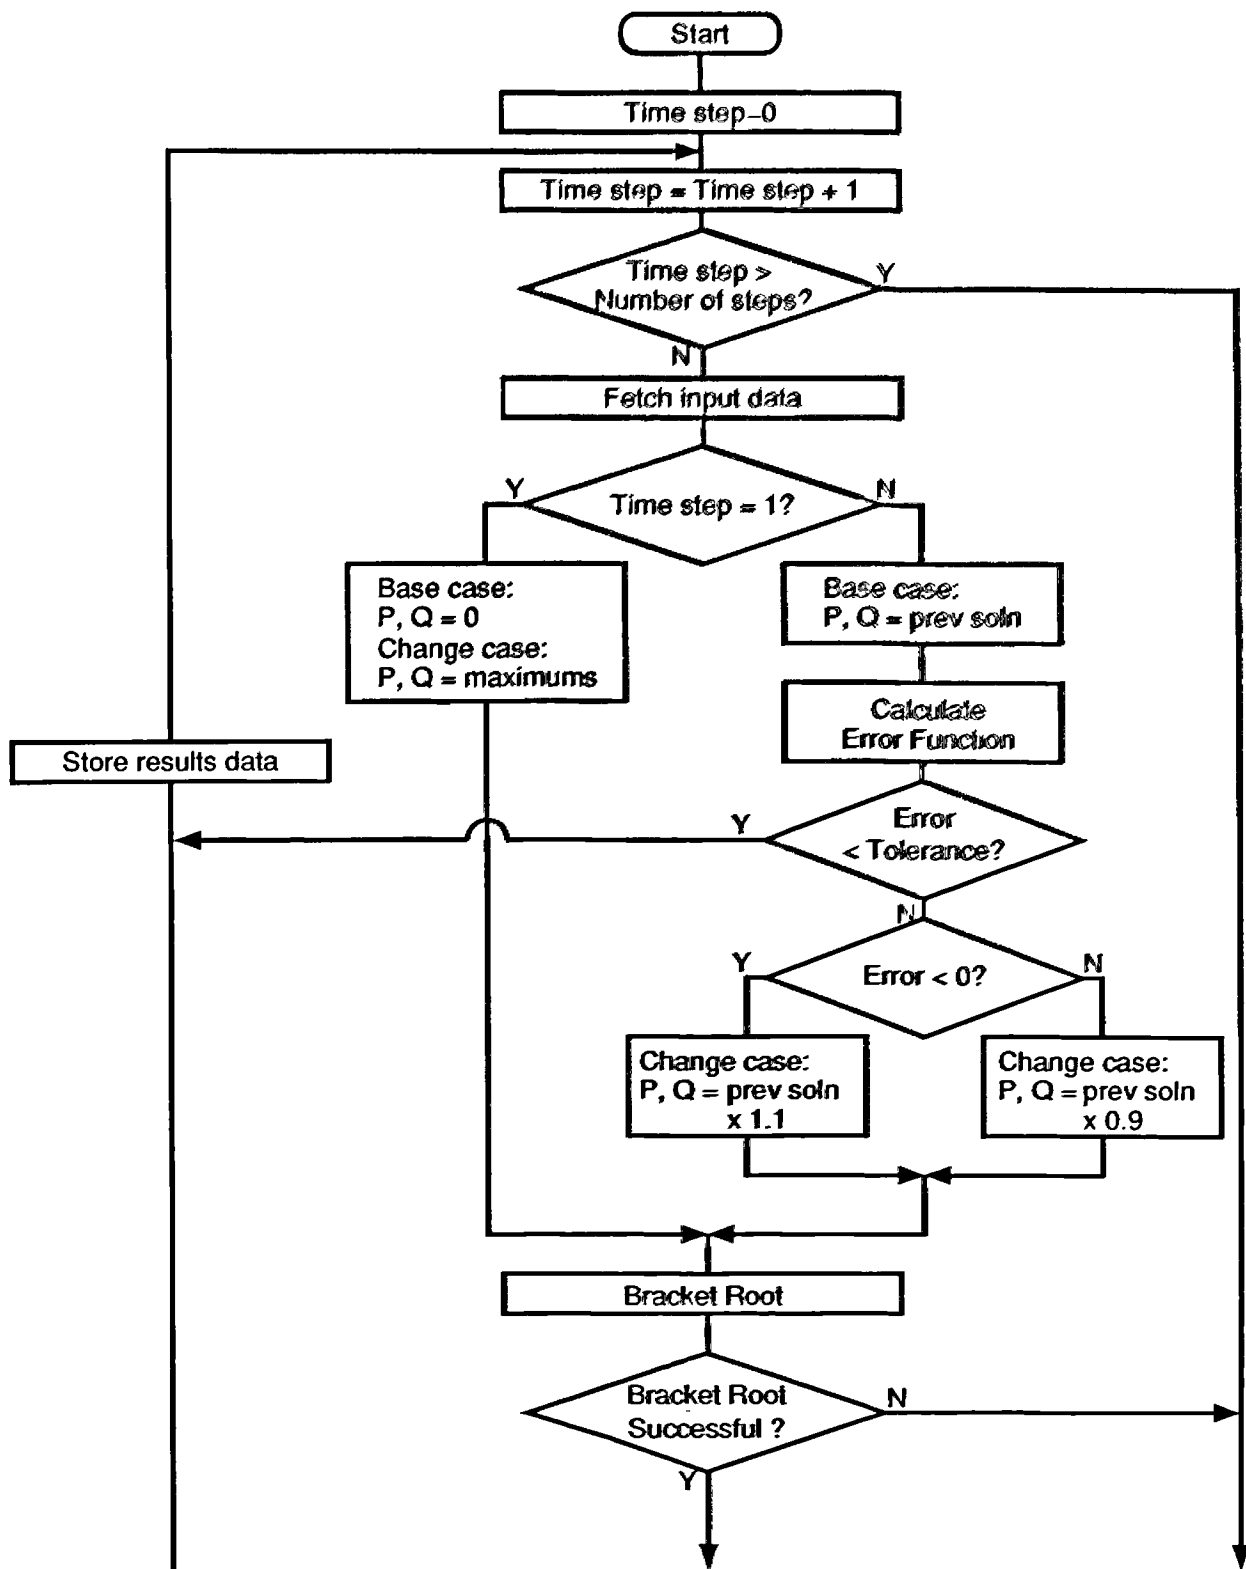 Start
Time step-0
Time step = Time step + 1
Time step >
Number of steps?
Y
N
Fetch input data
Y
Time step = 1?
N
Base case:
P, Q = 0
Change case:
P, Q = maximums
Base case:
P, Q = prev soln
Calculate
Error Function
Store results data
Y
Error
< Tolerance?
N
Y
Error < 0?
N
Change case:
P, Q = prev soln
x 1.1
Change case:
P, Q = prev soln
x 0.9
Bracket Root
Bracket Root
Successful ?
N
Y